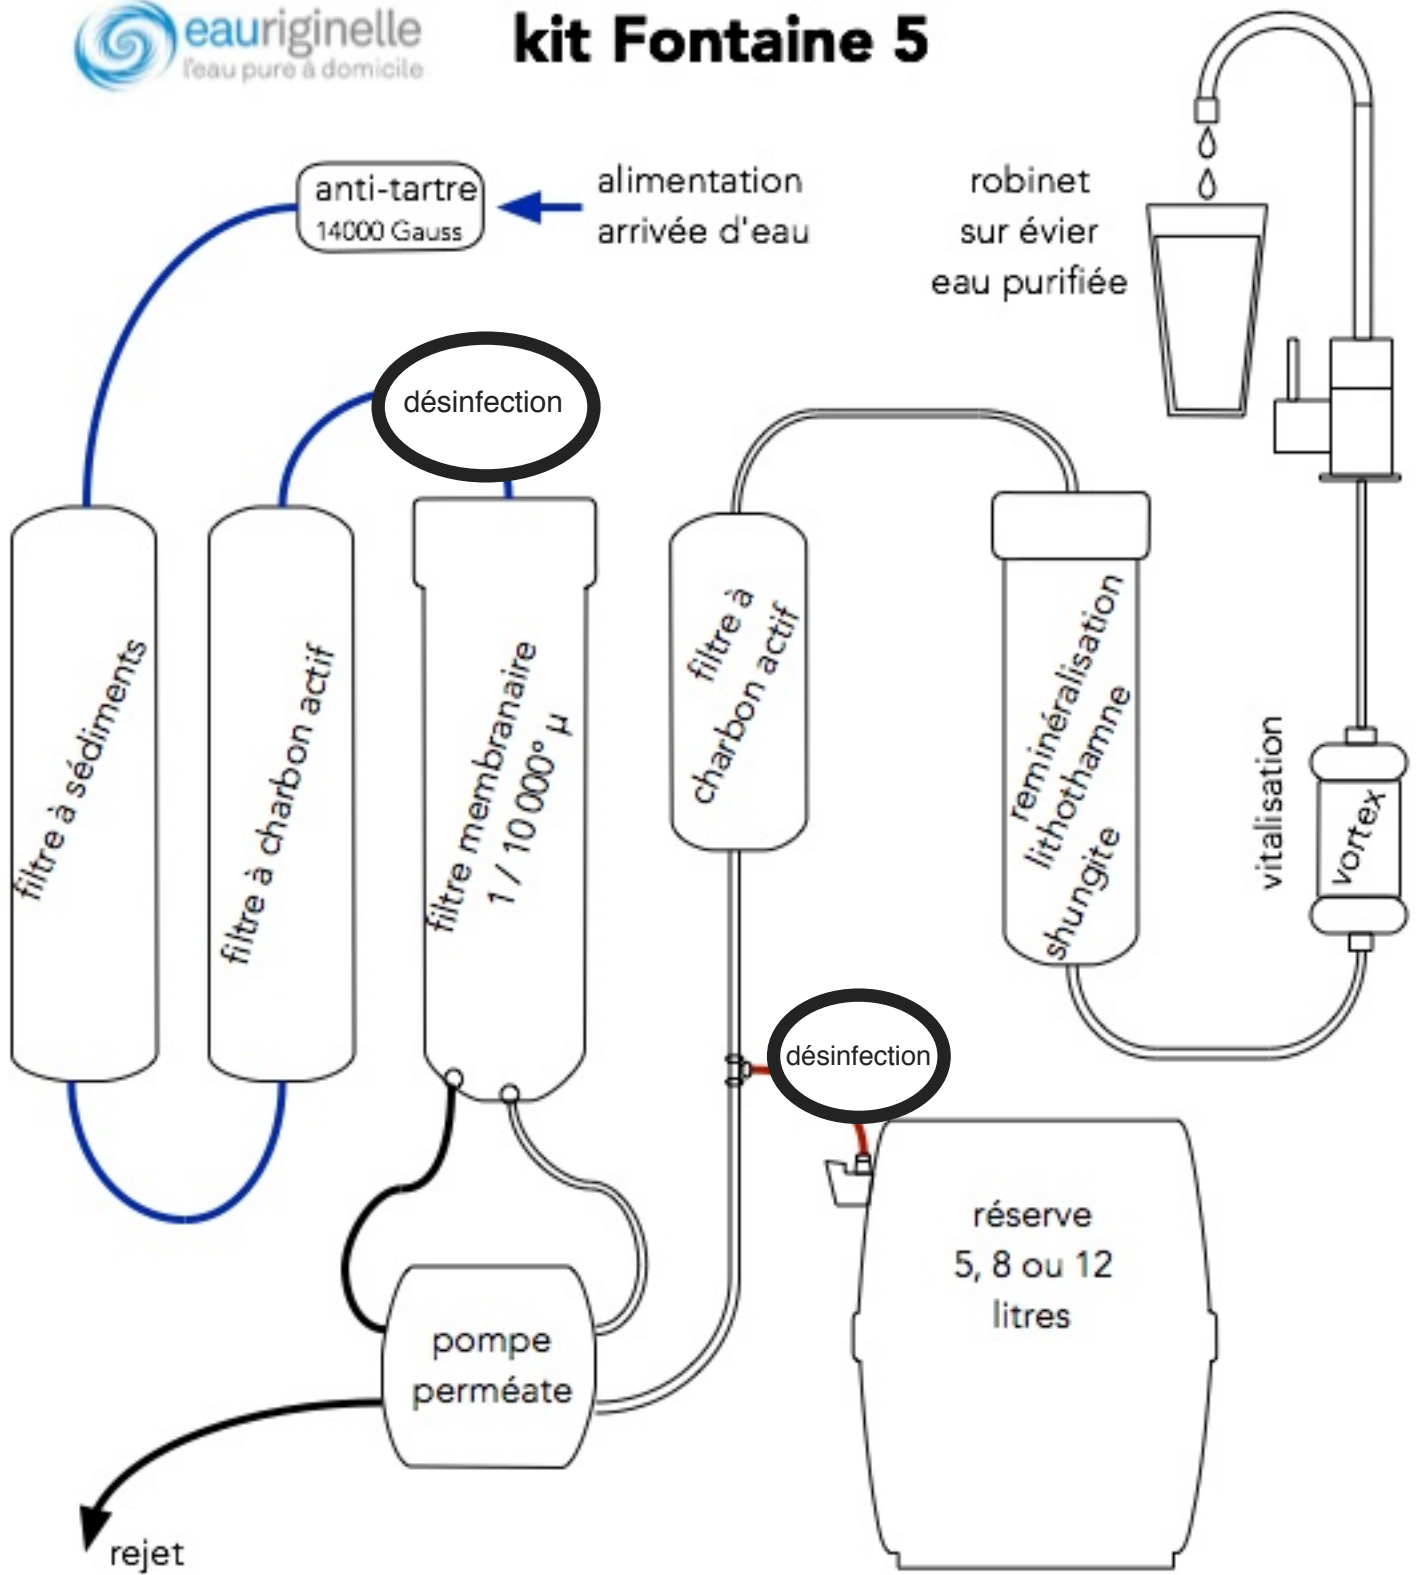 eauriginelle
l'eau pure à domicile
kit Fontaine 5
anti-tartre
14000 Gauss
alimentation
arrivée d'eau
robinet
sur évier
eau purifiée
désinfection
filtre à sédiments
filtre à charbon actif
filtre membranaire
1 / 10 000° µ
filtre à
charbon actif
reminéralisation
lithothamne
shungite
vitalisation
vortex
désinfection
réserve
5, 8 ou 12
litres
pompe
perméate
rejet